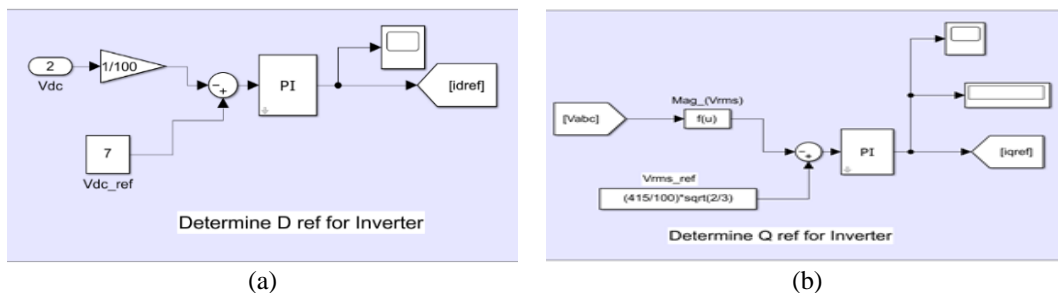 2
Vdc
1/100
PI
[idref]
7
Vdc_ref
Determine D ref for Inverter
(a)
[Vabc]
Mag_(Vrms)
f(u)
PI
[iqref]
Vrms_ref
(415/100)*sqrt(2/3)
Determine Q ref for Inverter
(b)